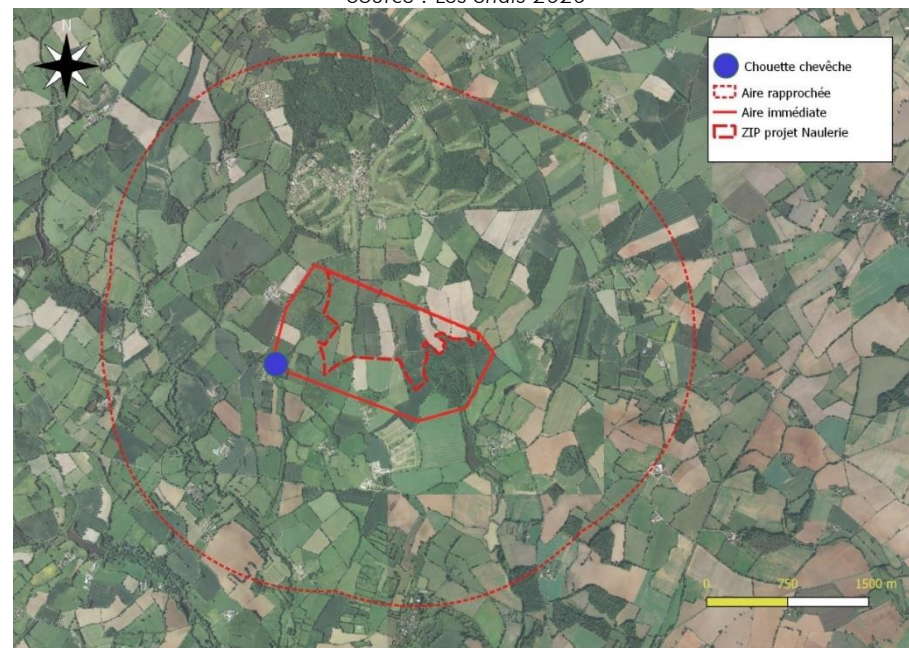 N
Chouette chevêche
Aire rapprochée
Aire immédiate
ZIP projet Naulerie
0 750 1500 m